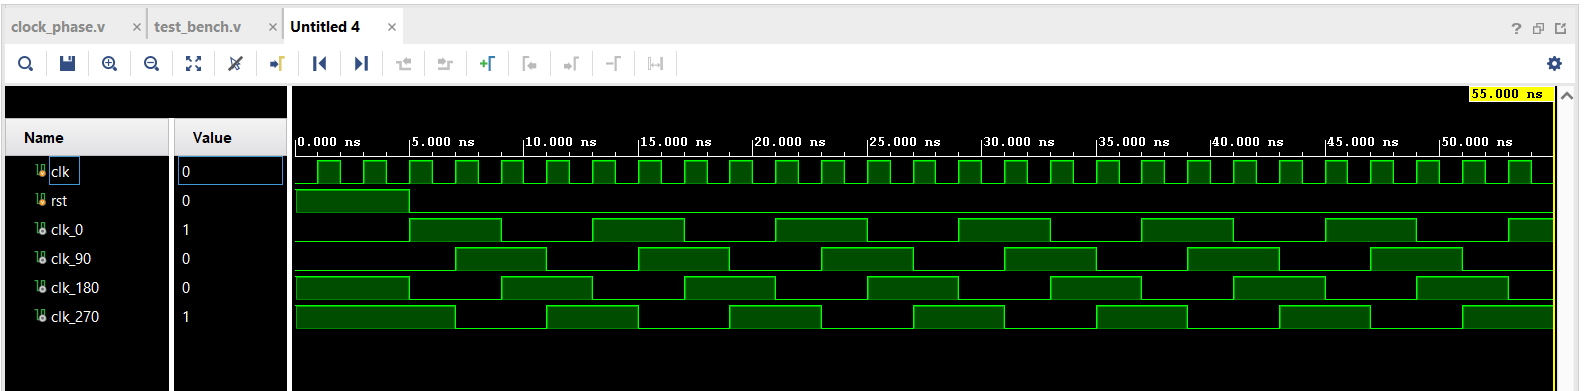 clock_phase.v × test_bench.v × Untitled 4 × ?
55.000 ns
Name Value
0.000 ns 5.000 ns 10.000 ns 15.000 ns 20.000 ns 25.000 ns 30.000 ns 35.000 ns 40.000 ns 45.000 ns 50.000 ns
clk 0
rst 0
clk_0 1
clk_90 0
clk_180 0
clk_270 1